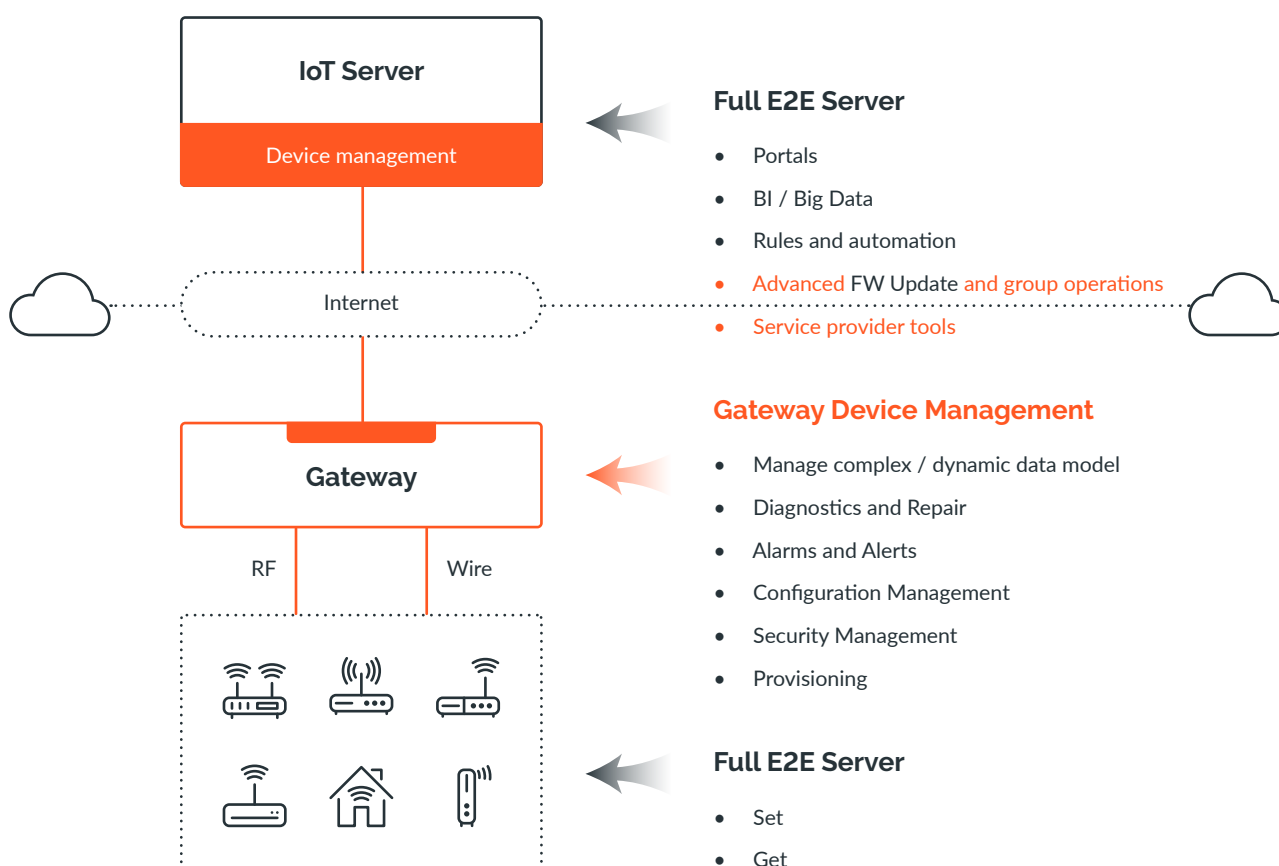 IoT Server
Device management
Internet
Gateway
RF
Wire
Full E2E Server
• Portals
• BI / Big Data
• Rules and automation
• Advanced FW Update and group operations
• Service provider tools
Gateway Device Management
• Manage complex / dynamic data model
• Diagnostics and Repair
• Alarms and Alerts
• Configuration Management
• Security Management
• Provisioning
Full E2E Server
• Set
• Get